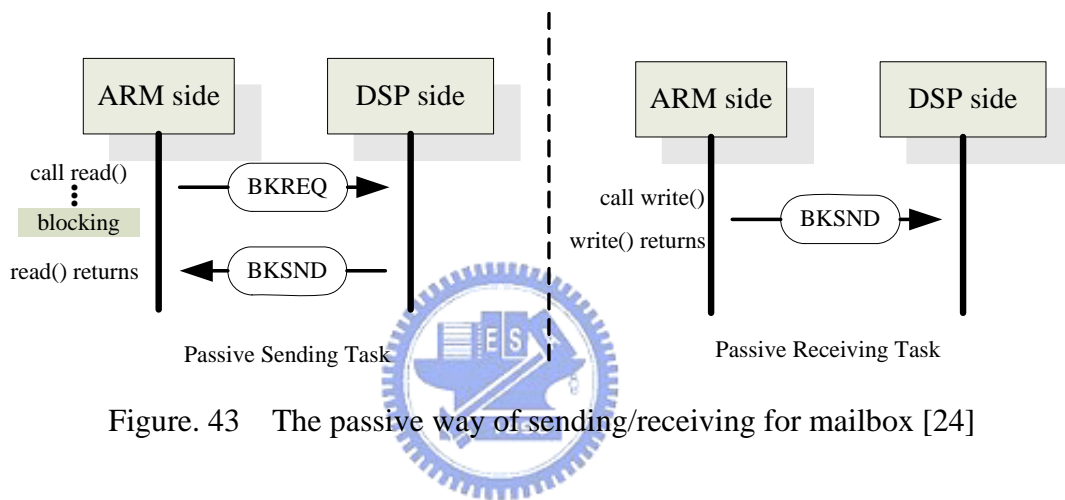 ARM side
DSP side
call read()
BKREQ
blocking
read() returns
BKSND
Passive Sending Task
ARM side
DSP side
call write()
BKSND
write() returns
Passive Receiving Task
E S
Figure. 43 The passive way of sending/receiving for mailbox [24]